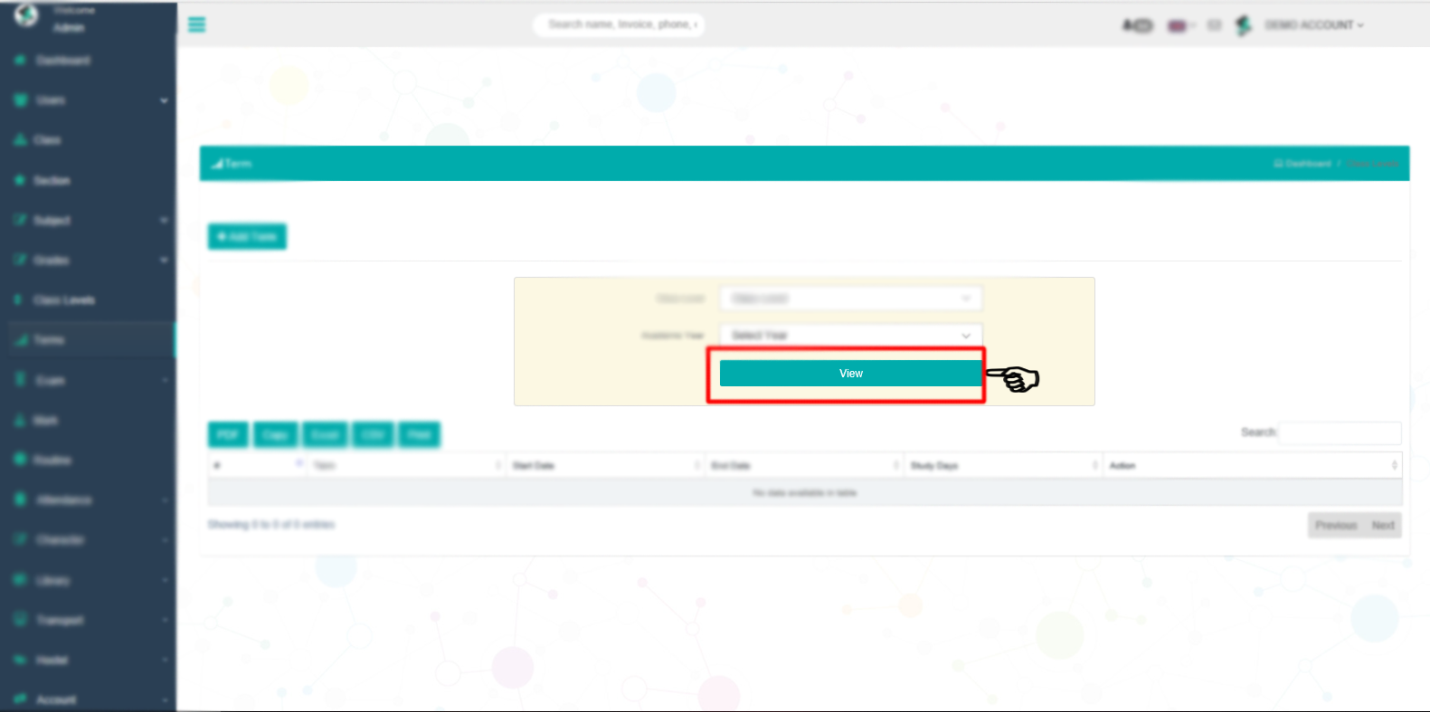 Welcome
Admin
Search name, Invoice, phone,
DEMO ACCOUNT
Dashboard
Users
Class
Section
Subject
Grades
Class Levels
Terms
Exam
Mark
Routine
Attendance
Character
Library
Transport
Hostel
Account
Term
Dashboard /
+ Add Term
Class Level
Academic Year
Select Year
View
PDF
Copy
Excel
CSV
Print
Search:
#
Term
Start Date
End Date
Study Days
Action
No data available in table
Showing 0 to 0 of 0 entries
Previous
Next